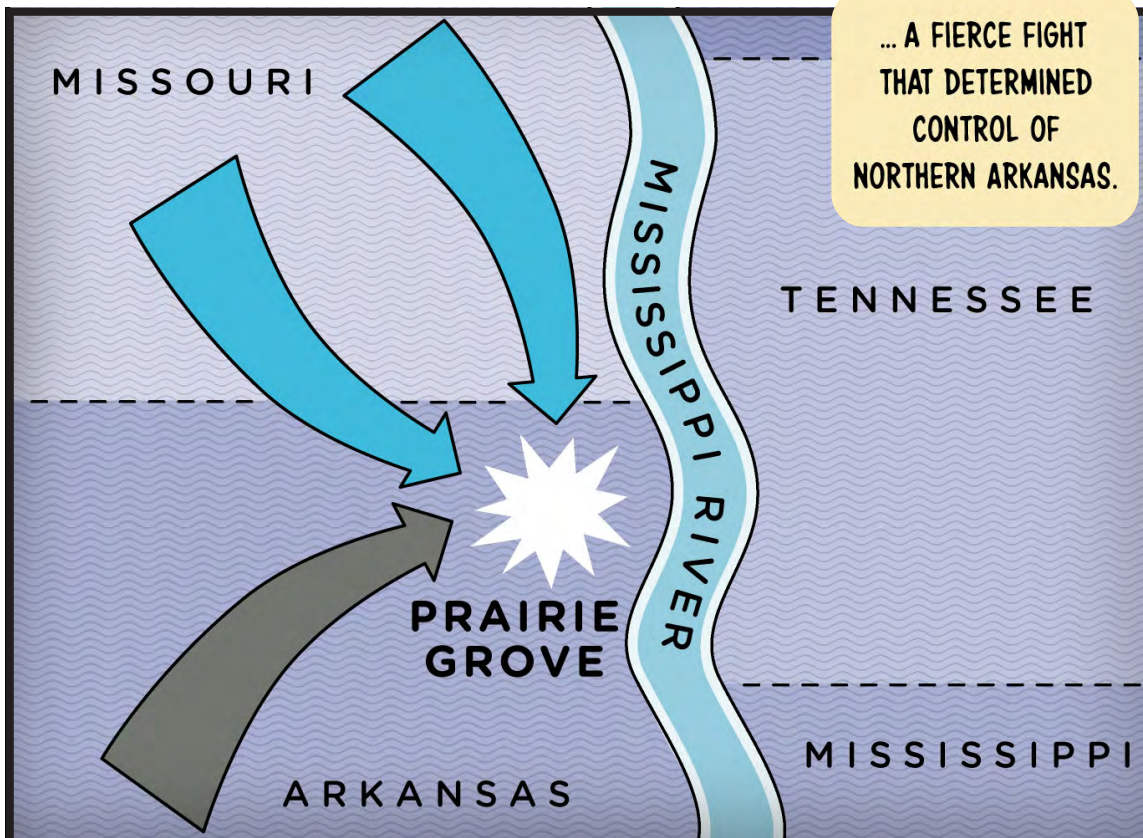 ... A FIERCE FIGHT
THAT DETERMINED
CONTROL OF
NORTHERN ARKANSAS.
MISSOURI
MISSISSIPPI RIVER
TENNESSEE
PRAIRIE
GROVE
ARKANSAS
MISSISSIPPI